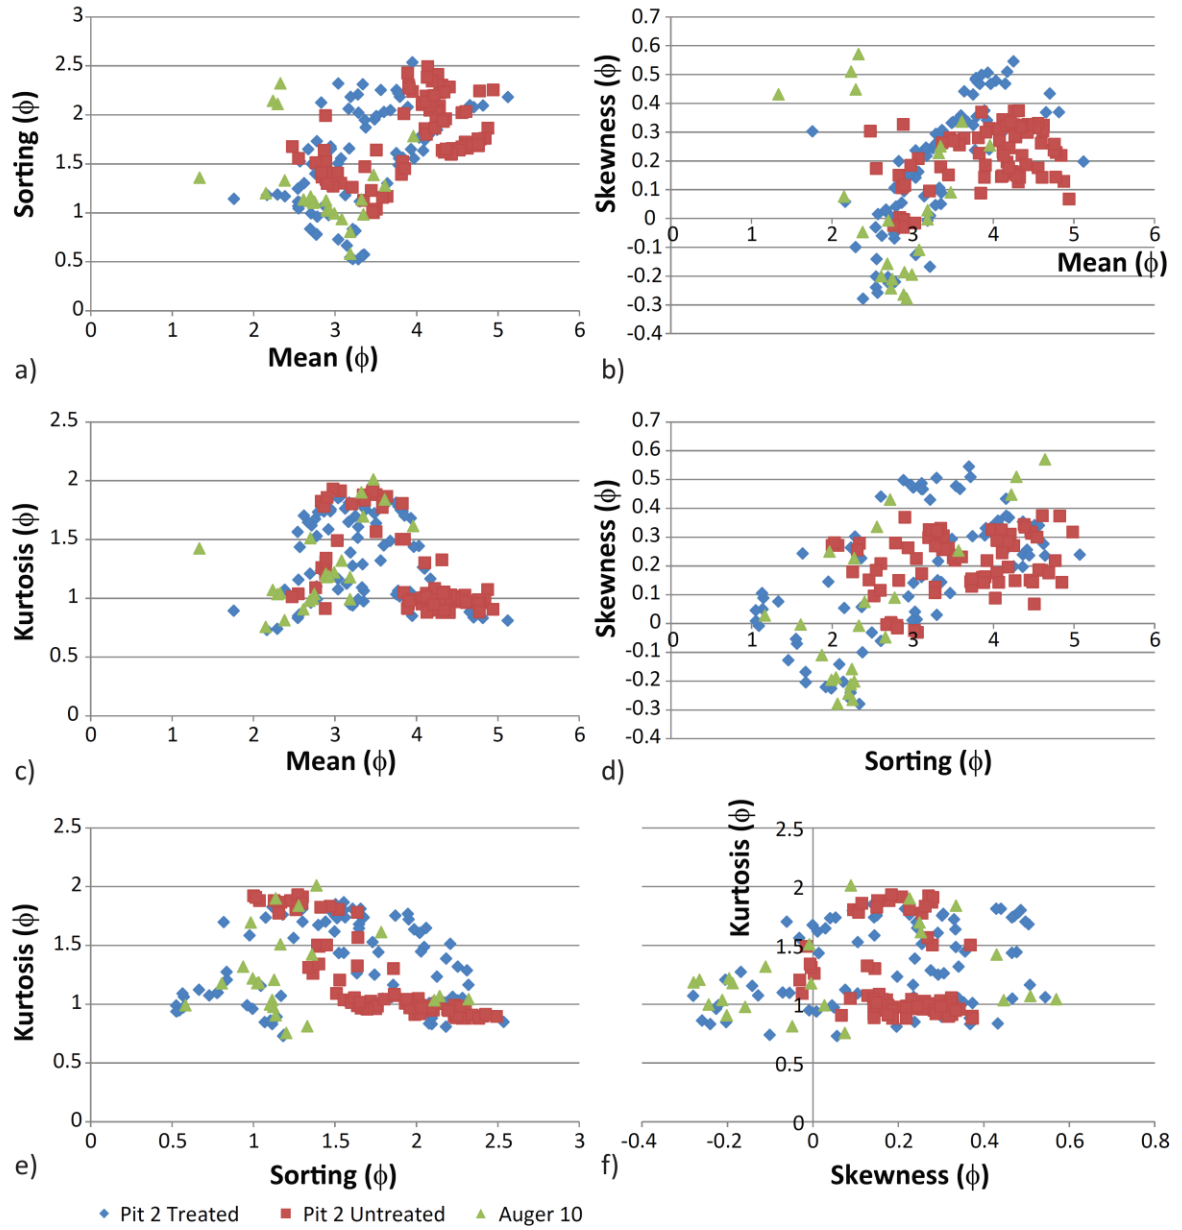 3
2.5
2
1.5
1
0.5
0
0 1 2 3 4 5 6
Sorting (ϕ)
Mean (ϕ)
a)
0.7
0.6
0.5
0.4
0.3
0.2
0.1
0
-0.1
-0.2
-0.3
-0.4
0 1 2 3 4 5 6
Skewness (ϕ)
Mean (ϕ)
b)
2.5
2
1.5
1
0.5
0
0 1 2 3 4 5 6
Kurtosis (ϕ)
Mean (ϕ)
c)
0.7
0.6
0.5
0.4
0.3
0.2
0.1
0
-0.1
-0.2
-0.3
-0.4
0 1 2 3 4 5 6
Skewness (ϕ)
Sorting (ϕ)
d)
2.5
2
1.5
1
0.5
0
0 0.5 1 1.5 2 2.5 3
Kurtosis (ϕ)
Sorting (ϕ)
e)
2.5
2
1.5
1
0.5
0
-0.4 -0.2 0 0.2 0.4 0.6 0.8
Kurtosis (ϕ)
Skewness (ϕ)
f)
Pit 2 Treated Pit 2 Untreated Auger 10